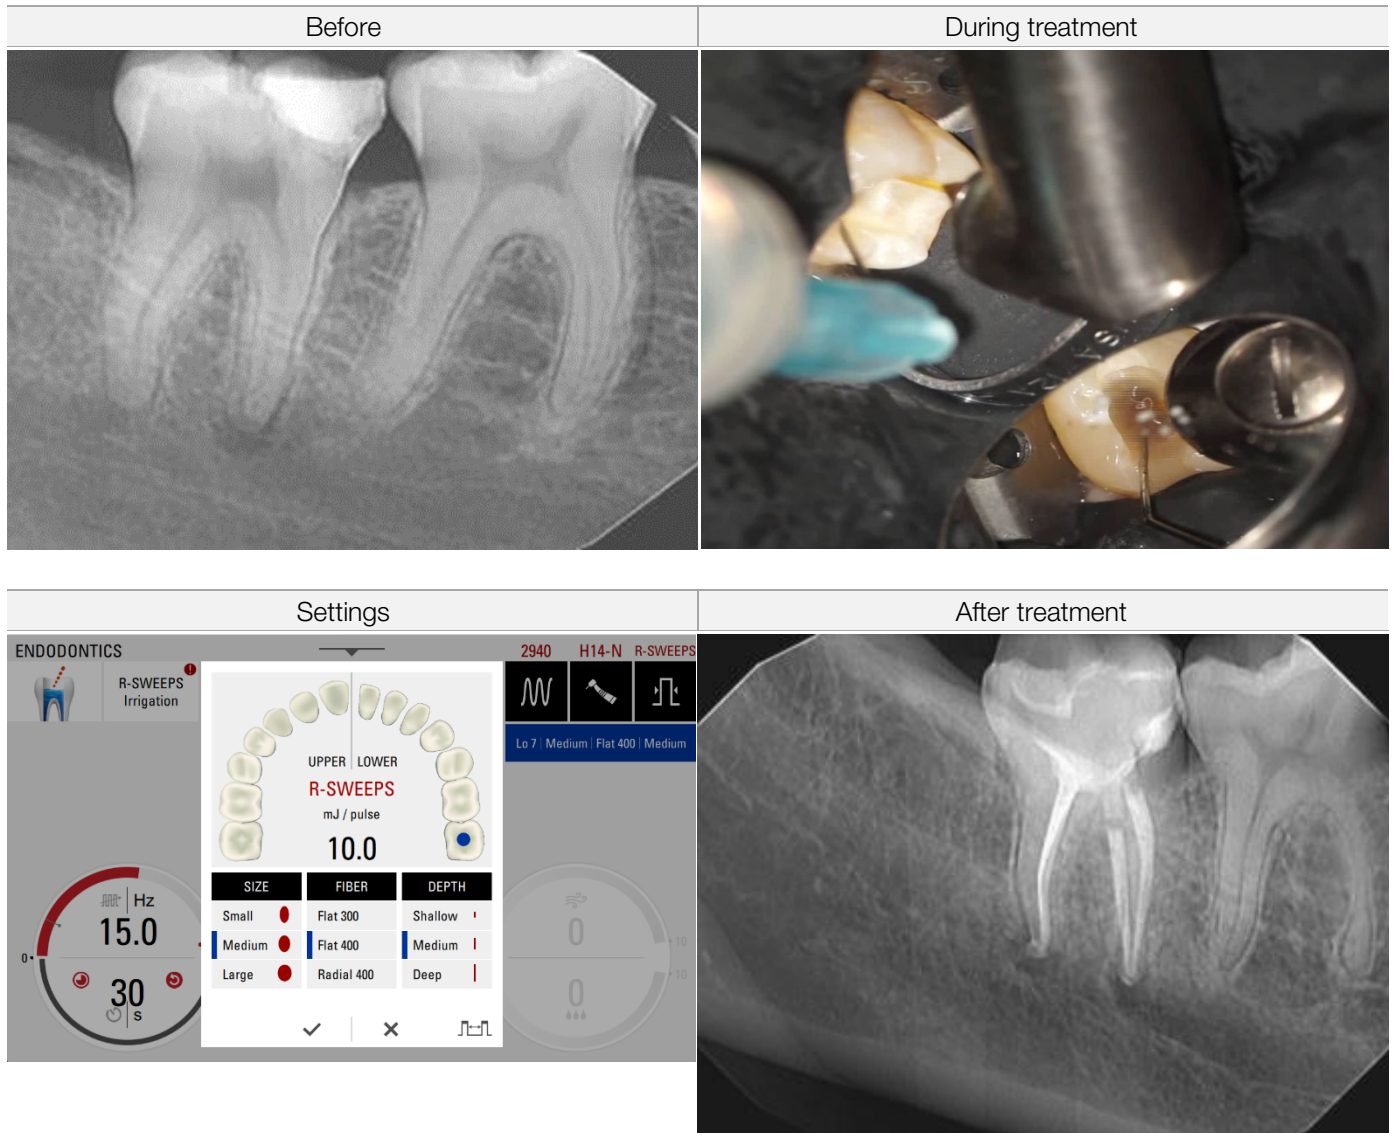 Before
During treatment
Settings
After treatment
ENDODONTICS
2940 H14-N R-SWEEPS
R-SWEEPS
Irrigation
Lo 7 | Medium | Flat 400 | Medium
UPPER LOWER
R-SWEEPS
mJ / pulse
10.0
SIZE FIBER DEPTH
Small Flat 300 Shallow
Medium Flat 400 Medium
Large Radial 400 Deep
Hz
15.0
0
30
s
0
10
10
0